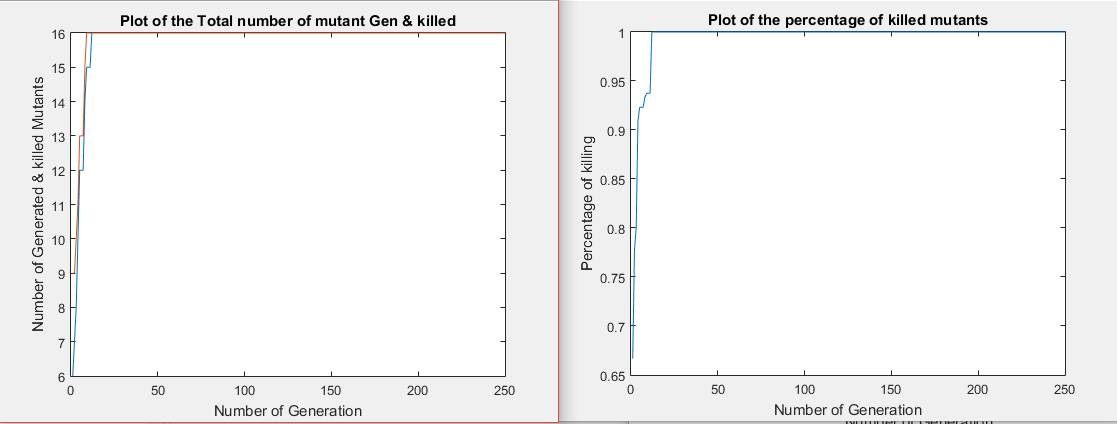 Plot of the Total number of mutant Gen & killed
Number of Generated & killed Mutants
16
15
14
13
12
11
10
9
8
7
6
0 50 100 150 200 250
Number of Generation
Plot of the percentage of killed mutants
Percentage of killing
1
0.95
0.9
0.85
0.8
0.75
0.7
0.65
0 50 100 150 200 250
Number of Generation
Number of Generation